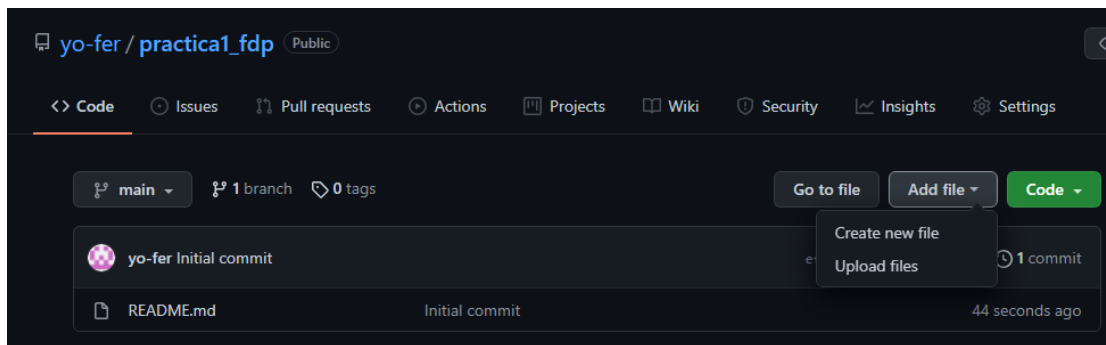 yo-fer / practica1_fdp Public
<> Code Issues Pull requests Actions Projects Wiki Security Insights Settings
main 1 branch 0 tags Go to file Add file Code
Create new file
Upload files
yo-fer Initial commit 1 commit
README.md Initial commit 44 seconds ago